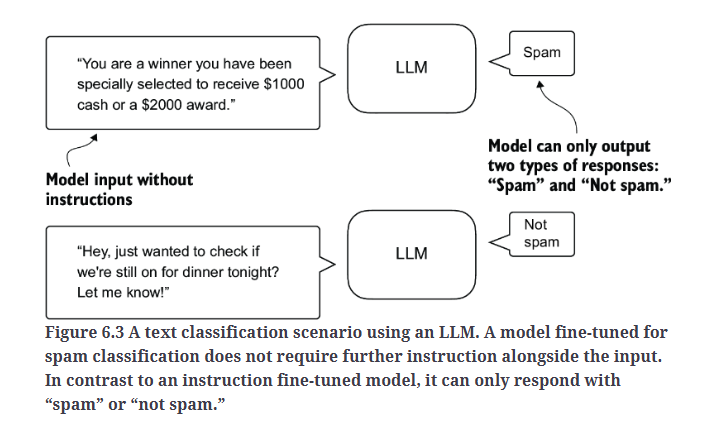 “You are a winner you have been
specially selected to receive $1000
cash or a $2000 award.”
LLM
Spam
Model input without
instructions
Model can only output
two types of responses:
“Spam” and “Not spam.”
“Hey, just wanted to check if
we're still on for dinner tonight?
Let me know!”
LLM
Not
spam
Figure 6.3 A text classification scenario using an LLM. A model fine-tuned for
spam classification does not require further instruction alongside the input.
In contrast to an instruction fine-tuned model, it can only respond with
“spam” or “not spam.”